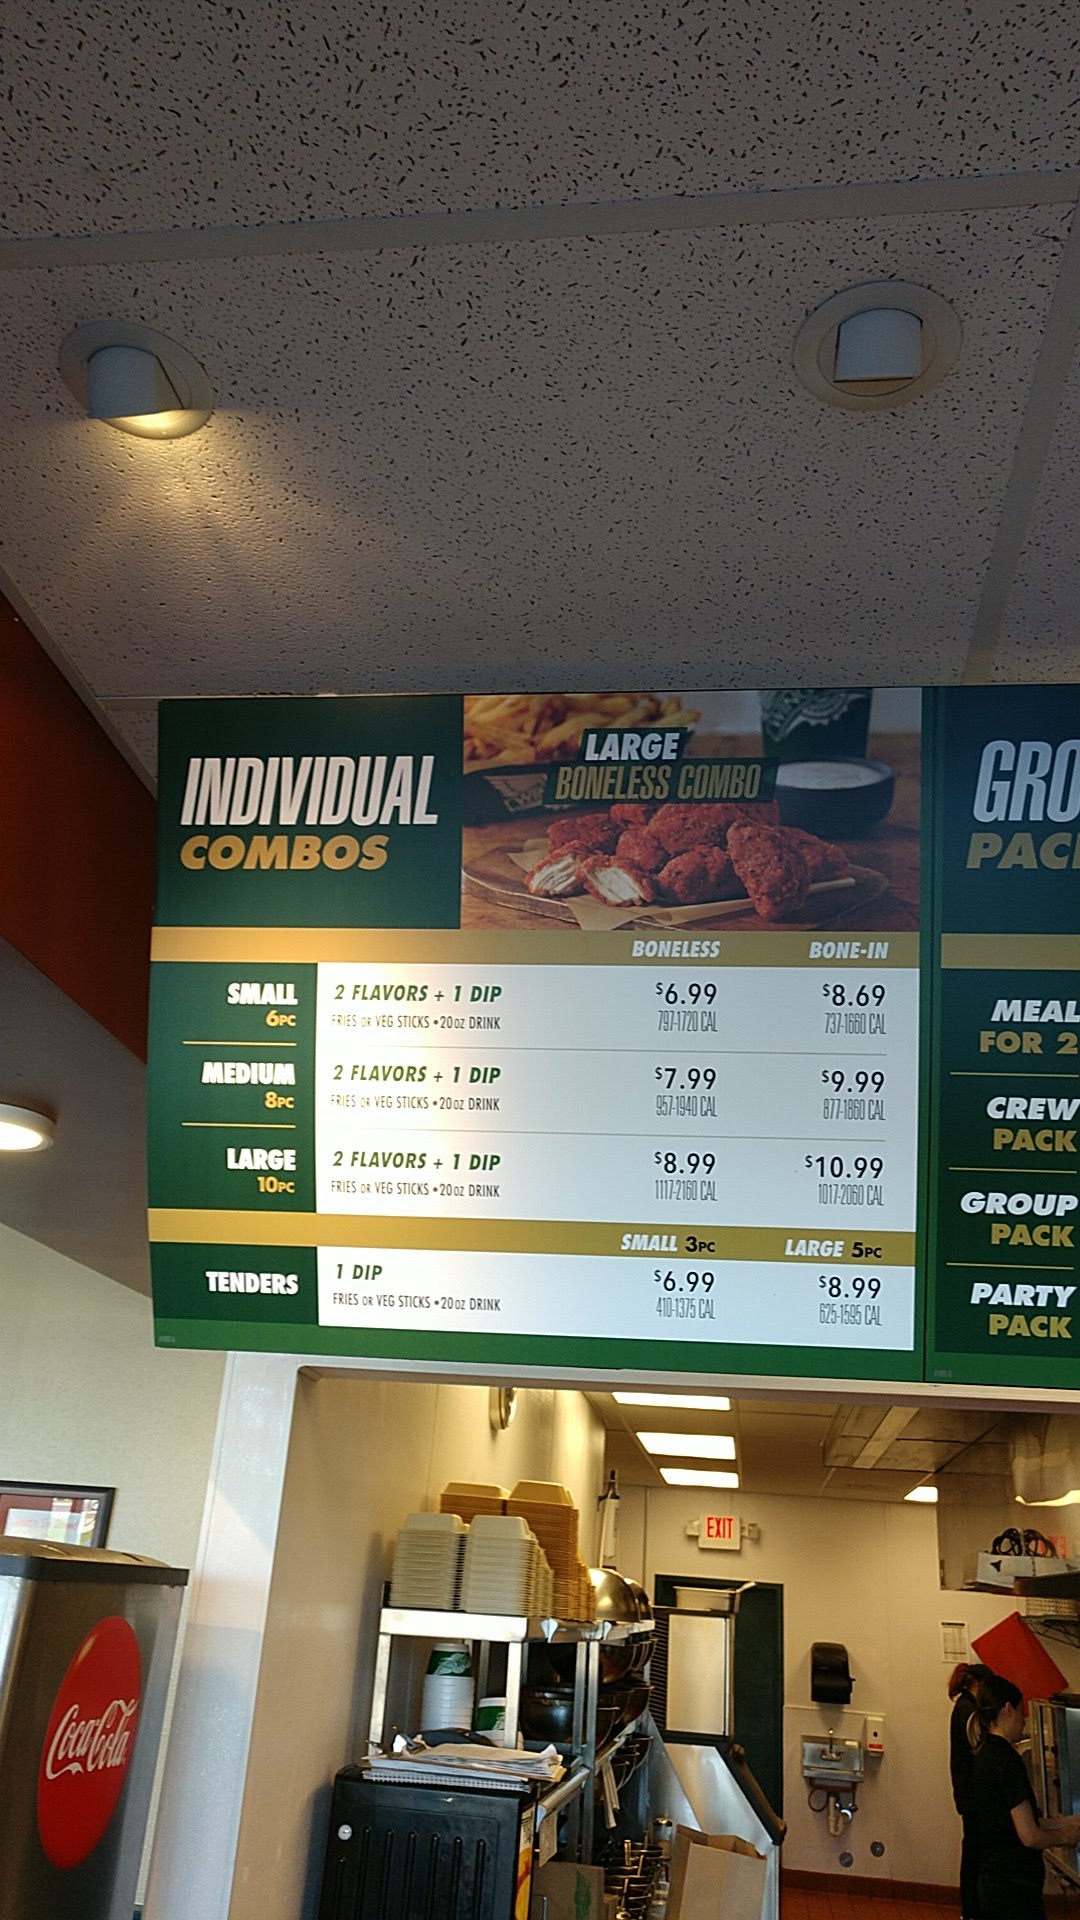 INDIVIDUAL
COMBOS
LARGE
BONELESS COMBO
BONELESS BONE-IN
SMALL
6PC
2 FLAVORS + 1 DIP
FRIES OR VEG STICKS • 20oz DRINK
$6.99
797-1720 CAL
$8.69
737-1660 CAL
MEDIUM
8PC
2 FLAVORS + 1 DIP
FRIES OR VEG STICKS • 20oz DRINK
$7.99
957-1940 CAL
$9.99
877-1860 CAL
LARGE
10PC
2 FLAVORS + 1 DIP
FRIES OR VEG STICKS • 20oz DRINK
$8.99
1117-2160 CAL
$10.99
1017-2060 CAL
SMALL 3PC LARGE 5PC
TENDERS
1 DIP
FRIES OR VEG STICKS • 20oz DRINK
$6.99
410-1375 CAL
$8.99
625-1595 CAL
GRO
PAC
MEAL
FOR 2
CREW
PACK
GROUP
PACK
PARTY
PACK
EXIT
Coca-Cola